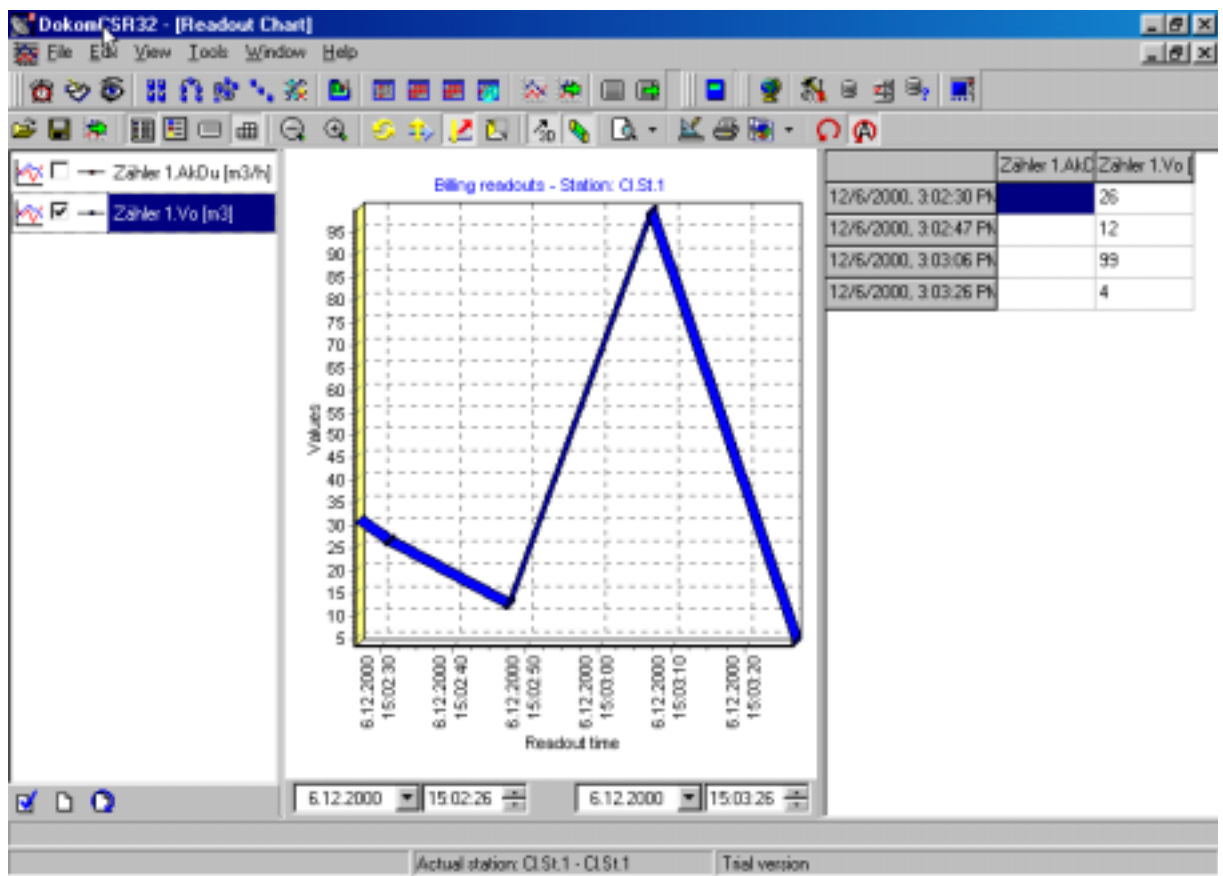 DokomCSR32 - [Readout Chart]
File Edit View Tools Window Help
3D
Zähler 1.AkDu [m3/h]
Zähler 1.Vo [m3]
Billing readouts - Station: Cl.St.1
Values
95
90
85
80
75
70
65
60
55
50
45
40
35
30
25
20
15
10
5
6.12.2000 15:02:30
6.12.2000 15:02:40
6.12.2000 15:02:50
6.12.2000 15:03:00
6.12.2000 15:03:10
6.12.2000 15:03:20
Readout time
6.12.2000 15:02:26 6.12.2000 15:03:26
Zähler 1.AkD Zähler 1.Vo [
12/6/2000, 3:02:30 PM 26
12/6/2000, 3:02:47 PM 12
12/6/2000, 3:03:06 PM 99
12/6/2000, 3:03:26 PM 4
Actual station: Cl.St.1 - Cl.St.1 Trial version